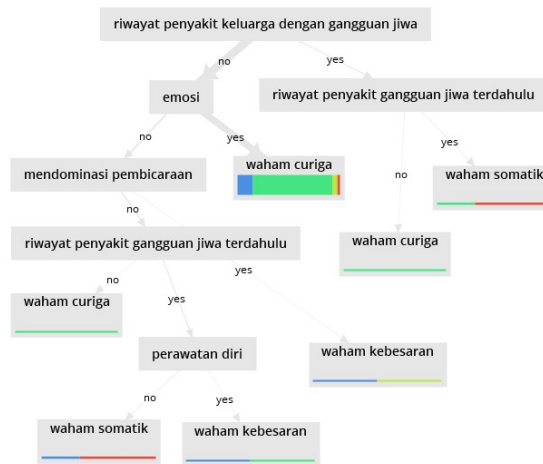 riwayat penyakit keluarga dengan gangguan jiwa
no
yes
emosi
riwayat penyakit gangguan jiwa terdahulu
no
yes
yes
mendominasi pembicaraan
waham curiga
no
waham somatik
no
riwayat penyakit gangguan jiwa terdahulu
waham curiga
no
yes
yes
waham curiga
perawatan diri
waham kebesaran
no
yes
waham somatik
waham kebesaran